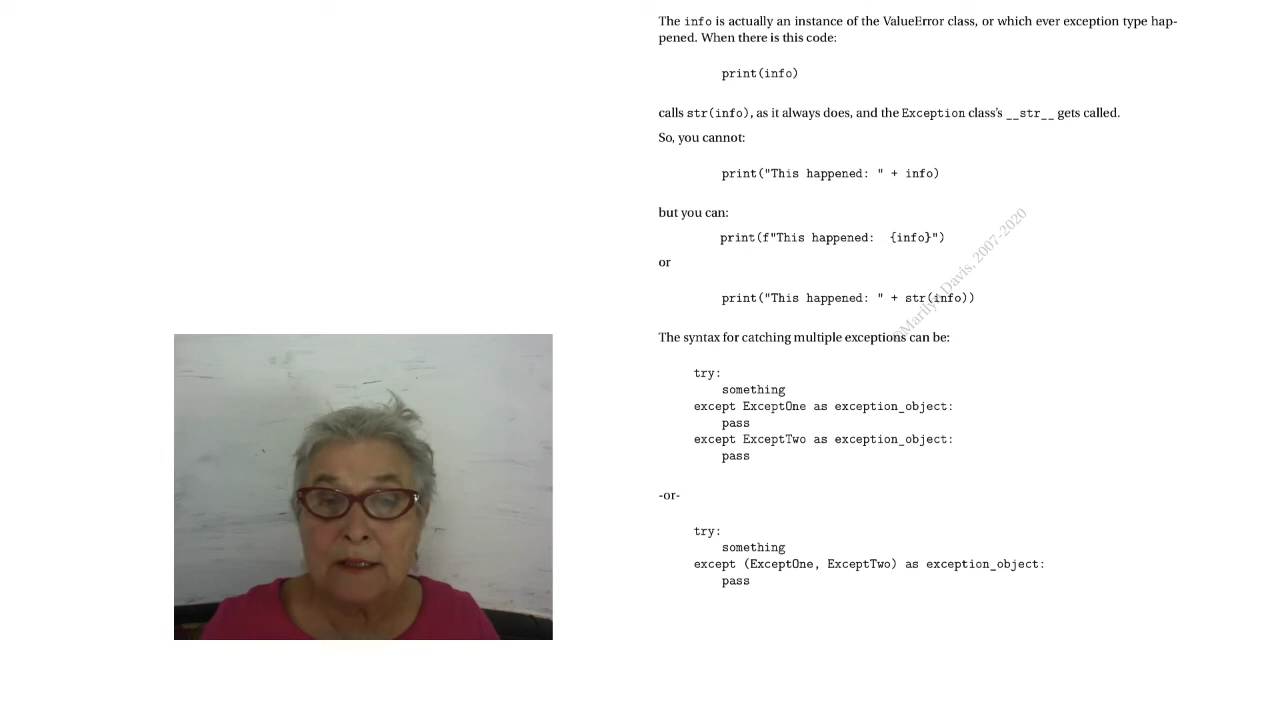 The info is actually an instance of the ValueError class, or which ever exception type hap-
pened. When there is this code:
print(info)
calls str(info), as it always does, and the Exception class's __str__ gets called.
So, you cannot:
print("This happened: " + info)
but you can:
print(f"This happened:  {info}")
or
print("This happened: " + str(info))
©Marilyn Davis, 2007-2020
The syntax for catching multiple exceptions can be:
try:
something
except ExceptOne as exception_object:
pass
except ExceptTwo as exception_object:
pass
-or-
try:
something
except (ExceptOne, ExceptTwo) as exception_object:
pass